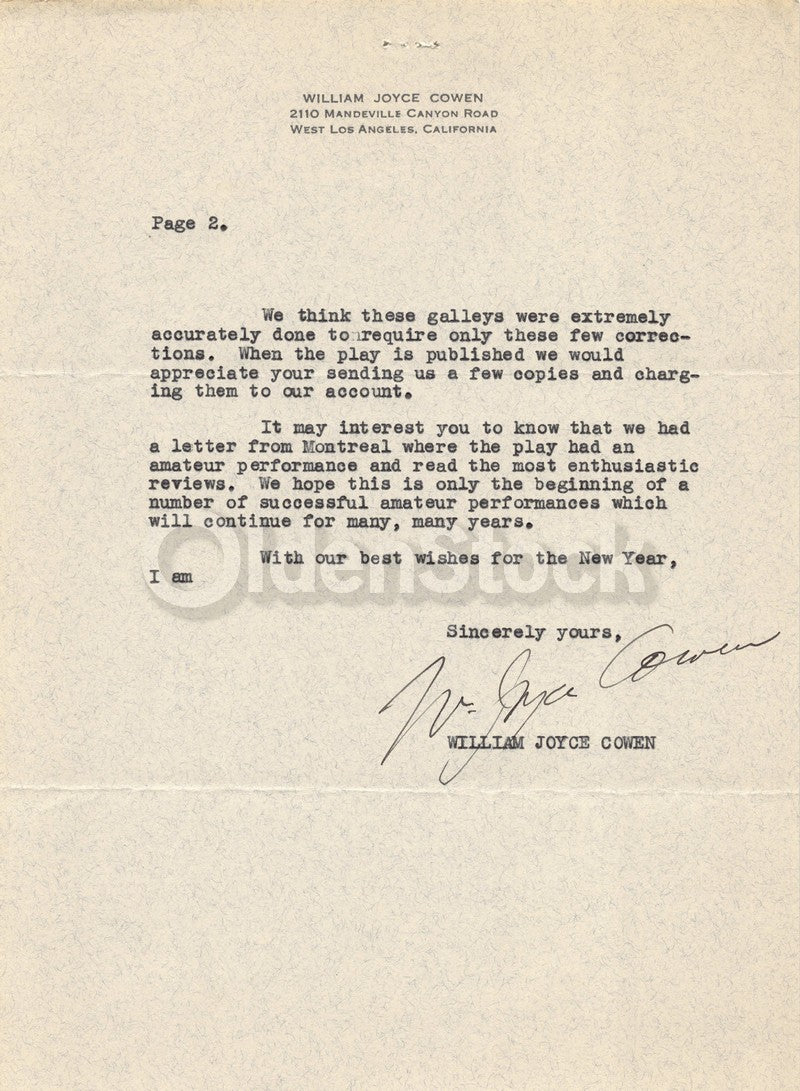 WILLIAM JOYCE COWEN
2110 MANDEVILLE CANYON ROAD
WEST LOS ANGELES, CALIFORNIA
Page 2.
We think these galleys were extremely
accurately done to require only these few correc-
tions. When the play is published we would
appreciate your sending us a few copies and charg-
ing them to our account.
It may interest you to know that we had
a letter from Montreal where the play had an
amateur performance and read the most enthusiastic
reviews. We hope this is only the beginning of a
number of successful amateur performances which
will continue for many, many years.
With our best wishes for the New Year,
I am
OldenStock
Sincerely yours,
Wm Joyce Cowen
WILLIAM JOYCE COWEN